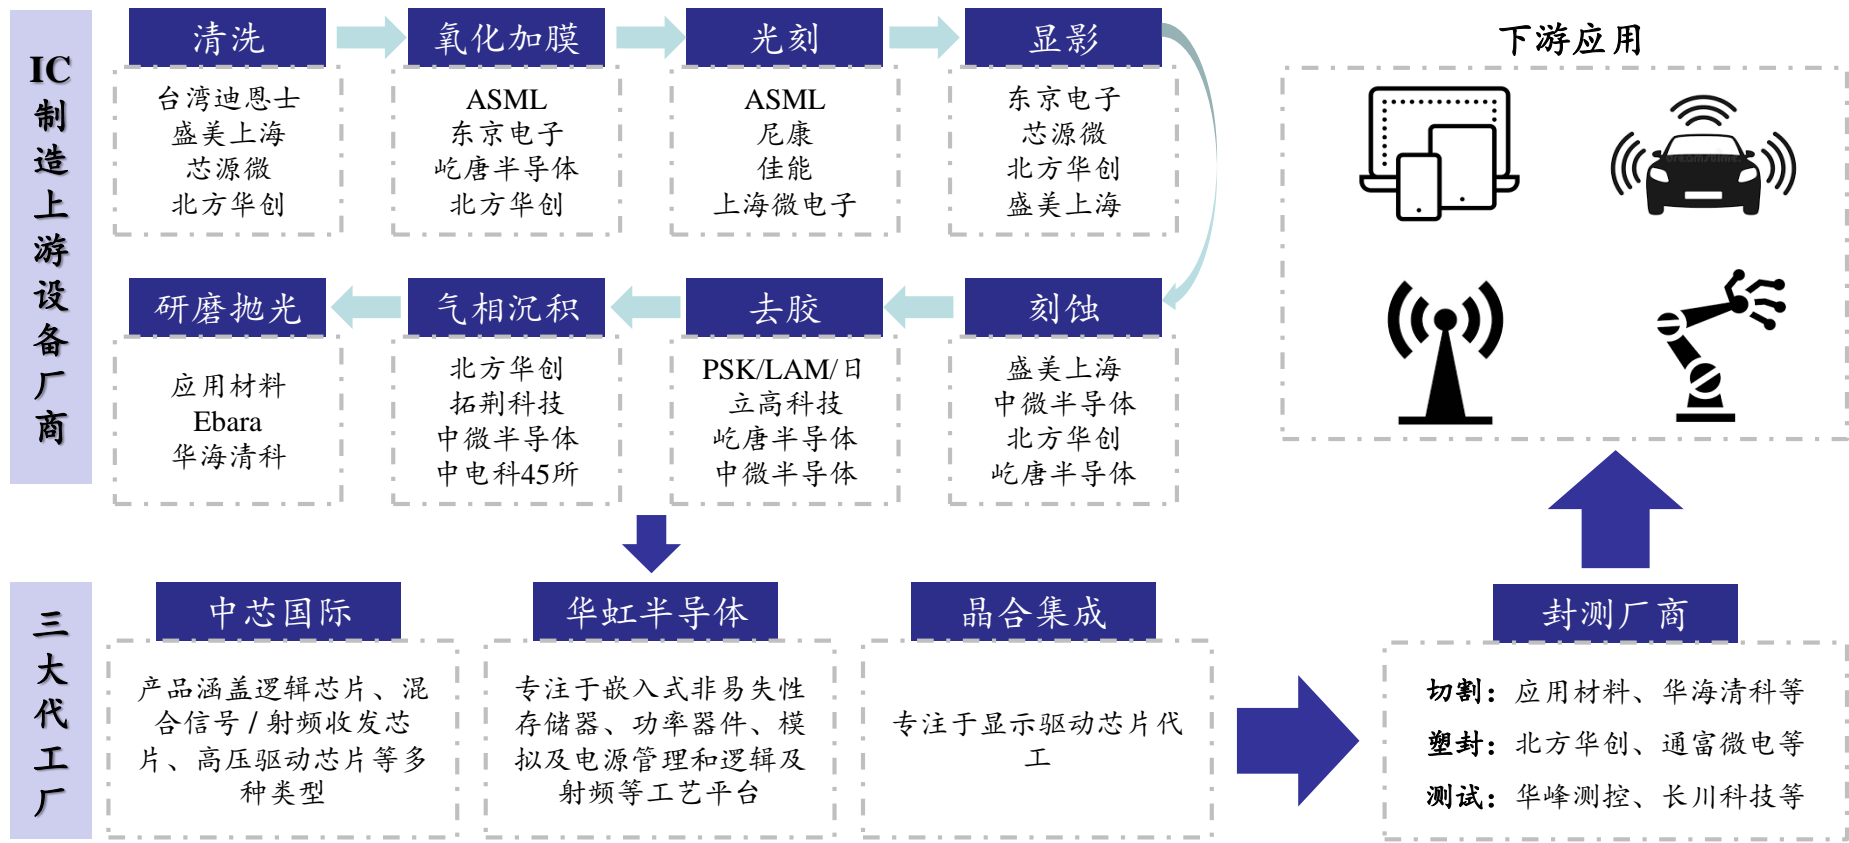 IC制造上游设备厂商
清洗
台湾迪恩士
盛美上海
芯源微
北方华创
氧化加膜
ASML
东京电子
屹唐半导体
北方华创
光刻
ASML
尼康
佳能
上海微电子
显影
东京电子
芯源微
北方华创
盛美上海
研磨抛光
应用材料
Ebara
华海清科
气相沉积
北方华创
拓荆科技
中微半导体
中电科45所
去胶
PSK/LAM/日
立高科技
屹唐半导体
中微半导体
刻蚀
盛美上海
中微半导体
北方华创
屹唐半导体
下游应用
dreamstime
三大代工厂
中芯国际
产品涵盖逻辑芯片、混
合信号 / 射频收发芯
片、高压驱动芯片等多
种类型
华虹半导体
专注于嵌入式非易失性
存储器、功率器件、模
拟及电源管理和逻辑及
射频等工艺平台
晶合集成
专注于显示驱动芯片代
工
封测厂商
切割：应用材料、华海清科等
塑封：北方华创、通富微电等
测试：华峰测控、长川科技等